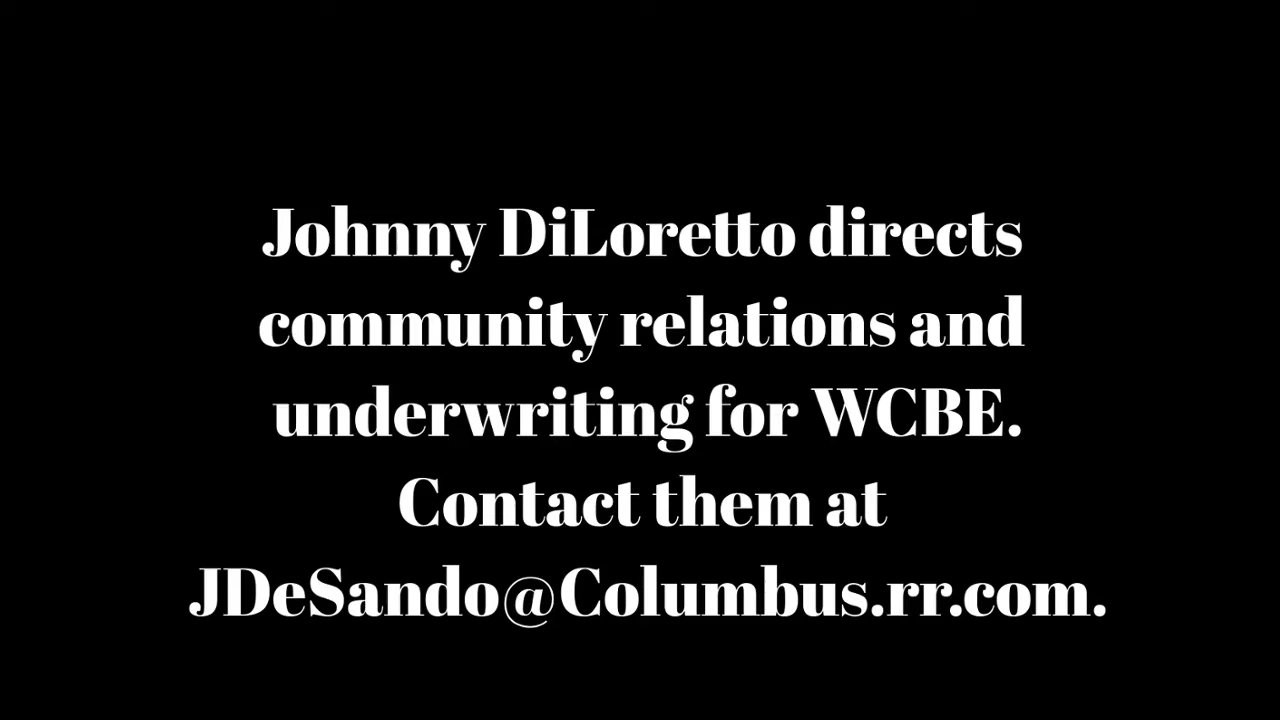 Johnny DiLoretto directs
community relations and
underwriting for WCBE.
Contact them at
JDeSando@Columbus.rr.com.